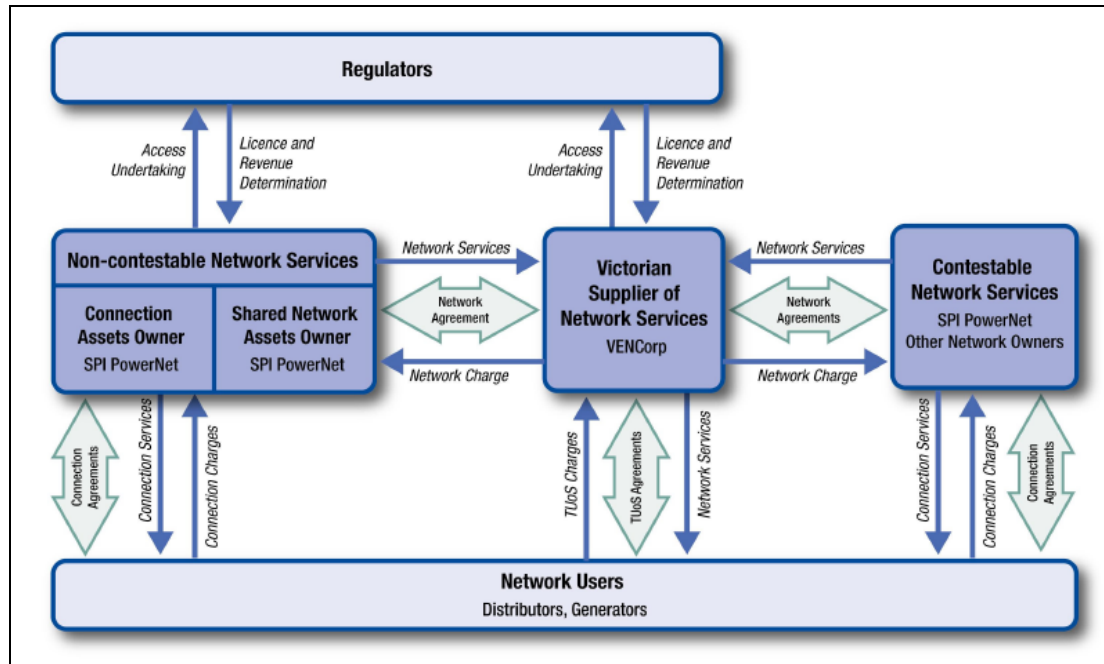 Regulators
Access
Undertaking
Licence and
Revenue
Determination
Access
Undertaking
Licence and
Revenue
Determination
Non-contestable Network Services
Connection
Assets Owner
SPI PowerNet
Shared Network
Assets Owner
SPI PowerNet
Network Services
Network
Agreement
Network Charge
Victorian
Supplier of
Network Services
VENCorp
Network Services
Network
Agreements
Network Charge
Contestable
Network Services
SPI PowerNet
Other Network Owners
Connection
Agreements
Connection Services
Connection Charges
TUoS Charges
TUoS Agreements
Network Services
Connection Services
Connection Charges
Connection
Agreements
Network Users
Distributors, Generators